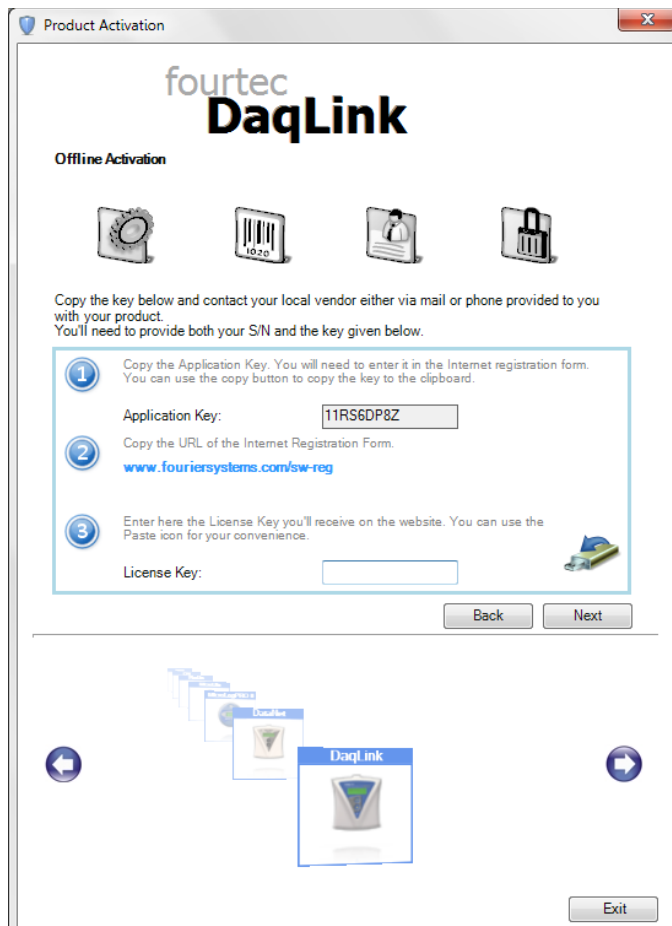 Product Activation
fourtec
DaqLink
Offline Activation
1020
Copy the key below and contact your local vendor either via mail or phone provided to you
with your product.
You'll need to provide both your S/N and the key given below.
1
Copy the Application Key. You will need to enter it in the Internet registration form.
You can use the copy button to copy the key to the clipboard.
Application Key:
11RS6DP8Z
2
Copy the URL of the Internet Registration Form.
www.fouriersystems.com/sw-reg
3
Enter here the License Key you'll receive on the website. You can use the
Paste icon for your convenience.
License Key:
Back
Next
DataNet
DaqLink
Exit